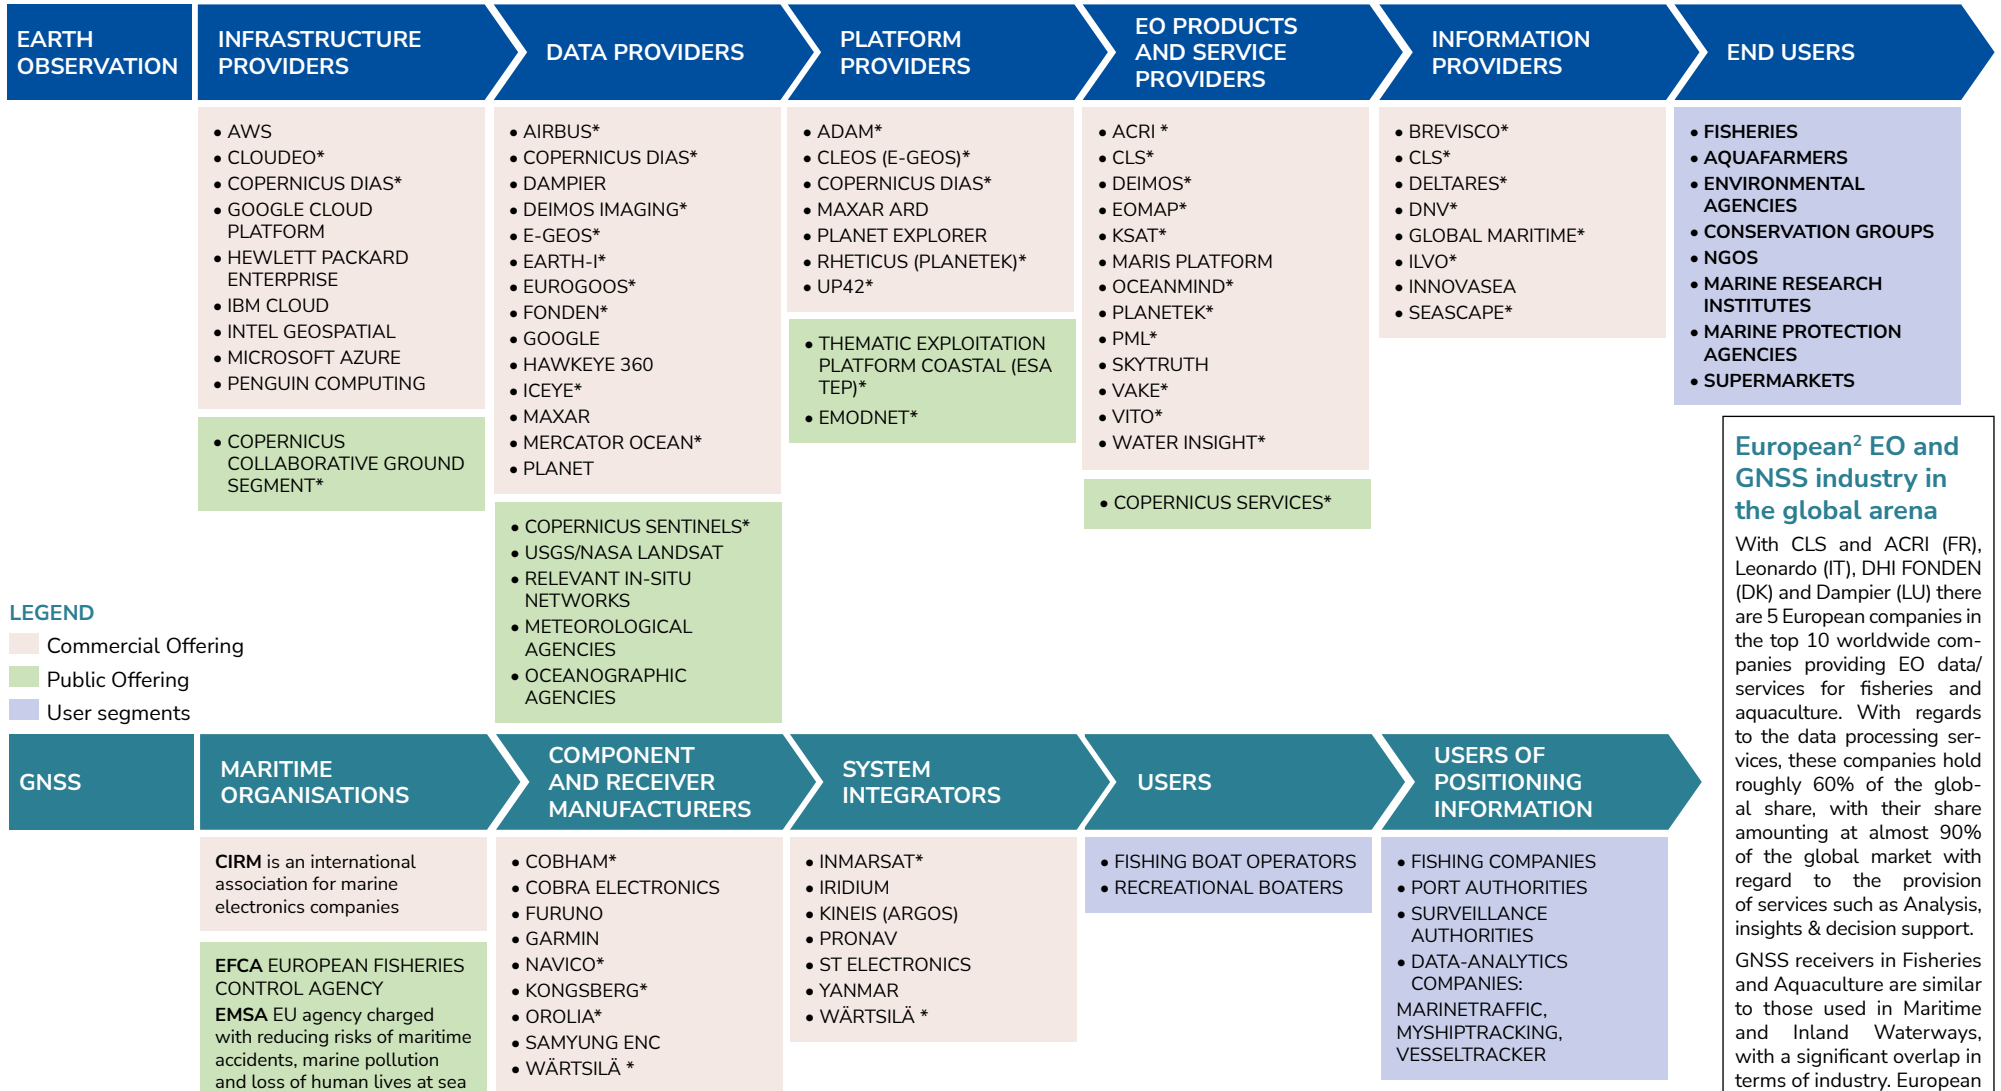 EARTH
OBSERVATION
INFRASTRUCTURE
PROVIDERS
DATA PROVIDERS
PLATFORM
PROVIDERS
EO PRODUCTS
AND SERVICE
PROVIDERS
INFORMATION
PROVIDERS
END USERS
• AWS
• CLOUDEO*
• COPERNICUS DIAS*
• GOOGLE CLOUD
PLATFORM
• HEWLETT PACKARD
ENTERPRISE
• IBM CLOUD
• INTEL GEOSPATIAL
• MICROSOFT AZURE
• PENGUIN COMPUTING
• COPERNICUS
COLLABORATIVE GROUND
SEGMENT*
• AIRBUS*
• COPERNICUS DIAS*
• DAMPIER
• DEIMOS IMAGING*
• E-GEOS*
• EARTH-I*
• EUROGOOS*
• FONDEN*
• GOOGLE
• HAWKEYE 360
• ICEYE*
• MAXAR
• MERCATOR OCEAN*
• PLANET
• COPERNICUS SENTINELS*
• USGS/NASA LANDSAT
• RELEVANT IN-SITU
NETWORKS
• METEOROLOGICAL
AGENCIES
• OCEANOGRAPHIC
AGENCIES
• ADAM*
• CLEOS (E-GEOS)*
• COPERNICUS DIAS*
• MAXAR ARD
• PLANET EXPLORER
• RHETICUS (PLANETEK)*
• UP42*
• THEMATIC EXPLOITATION
PLATFORM COASTAL (ESA
TEP)*
• EMODNET*
• ACRI *
• CLS*
• DEIMOS*
• EOMAP*
• KSAT*
• MARIS PLATFORM
• OCEANMIND*
• PLANETEK*
• PML*
• SKYTRUTH
• VAKE*
• VITO*
• WATER INSIGHT*
• COPERNICUS SERVICES*
• BREVISCO*
• CLS*
• DELTARES*
• DNV*
• GLOBAL MARITIME*
• ILVO*
• INNOVASEA
• SEASCAPE*
• FISHERIES
• AQUAFARMERS
• ENVIRONMENTAL
AGENCIES
• CONSERVATION GROUPS
• NGOS
• MARINE RESEARCH
INSTITUTES
• MARINE PROTECTION
AGENCIES
• SUPERMARKETS
LEGEND
Commercial Offering
Public Offering
User segments
GNSS
MARITIME
ORGANISATIONS
COMPONENT
AND RECEIVER
MANUFACTURERS
SYSTEM
INTEGRATORS
USERS
USERS OF
POSITIONING
INFORMATION
CIRM is an international
association for marine
electronics companies
EFCA EUROPEAN FISHERIES
CONTROL AGENCY
EMSA EU agency charged
with reducing risks of maritime
accidents, marine pollution
and loss of human lives at sea
• COBHAM*
• COBRA ELECTRONICS
• FURUNO
• GARMIN
• NAVICO*
• KONGSBERG*
• OROLIA*
• SAMYUNG ENC
• WÄRTSILÄ *
• INMARSAT*
• IRIDIUM
• KINEIS (ARGOS)
• PRONAV
• ST ELECTRONICS
• YANMAR
• WÄRTSILÄ *
• FISHING BOAT OPERATORS
• RECREATIONAL BOATERS
• FISHING COMPANIES
• PORT AUTHORITIES
• SURVEILLANCE
AUTHORITIES
• DATA-ANALYTICS
COMPANIES:
MARINETRAFFIC,
MYSHIPTRACKING,
VESSELTRACKER
European² EO and
GNSS industry in
the global arena
With CLS and ACRI (FR),
Leonardo (IT), DHI FONDEN
(DK) and Dampier (LU) there
are 5 European companies in
the top 10 worldwide com-
panies providing EO data/
services for fisheries and
aquaculture. With regards
to the data processing ser-
vices, these companies hold
roughly 60% of the glob-
al share, with their share
amounting at almost 90%
of the global market with
regard to the provision
of services such as Analysis,
insights & decision support.
GNSS receivers in Fisheries
and Aquaculture are similar
to those used in Maritime
and Inland Waterways,
with a significant overlap in
terms of industry. European